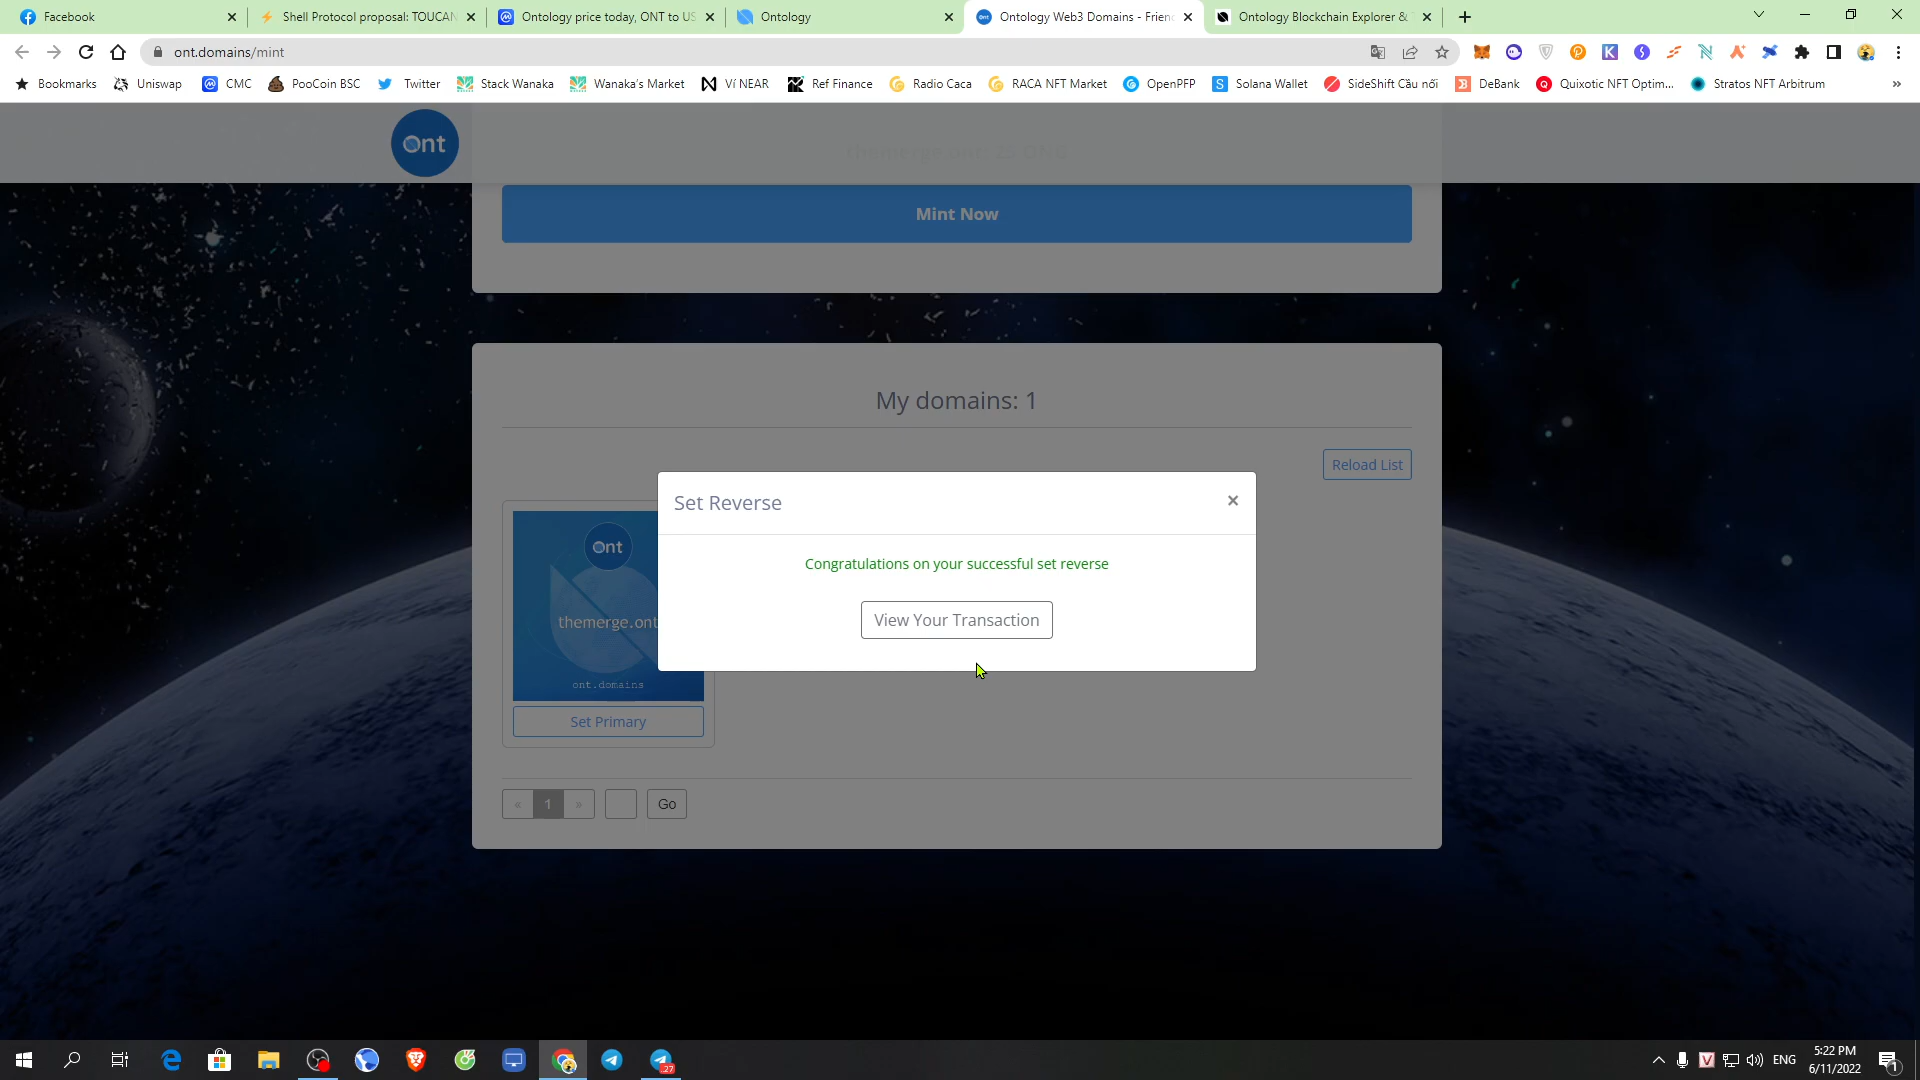 Facebook
Shell Protocol proposal: TOUCAN
Ontology price today, ONT to US
Ontology
Ontology Web3 Domains - Frien
Ontology Blockchain Explorer &
ont.domains/mint
Bookmarks
Uniswap
CMC
PooCoin BSC
Twitter
Stack Wanaka
Wanaka's Market
Ví NEAR
Ref Finance
Radio Caca
RACA NFT Market
OpenPFP
Solana Wallet
SideShift Cầu nối
DeBank
Quixotic NFT Optim...
Stratos NFT Arbitrum
»
Ont
Mint Now
My domains: 1
Reload List
Set Reverse
×
Congratulations on your successful set reverse
View Your Transaction
Ont
themerge.ont
ont.domains
Set Primary
« 1 »
Go
.27
ENG
5:22 PM
6/11/2022
1